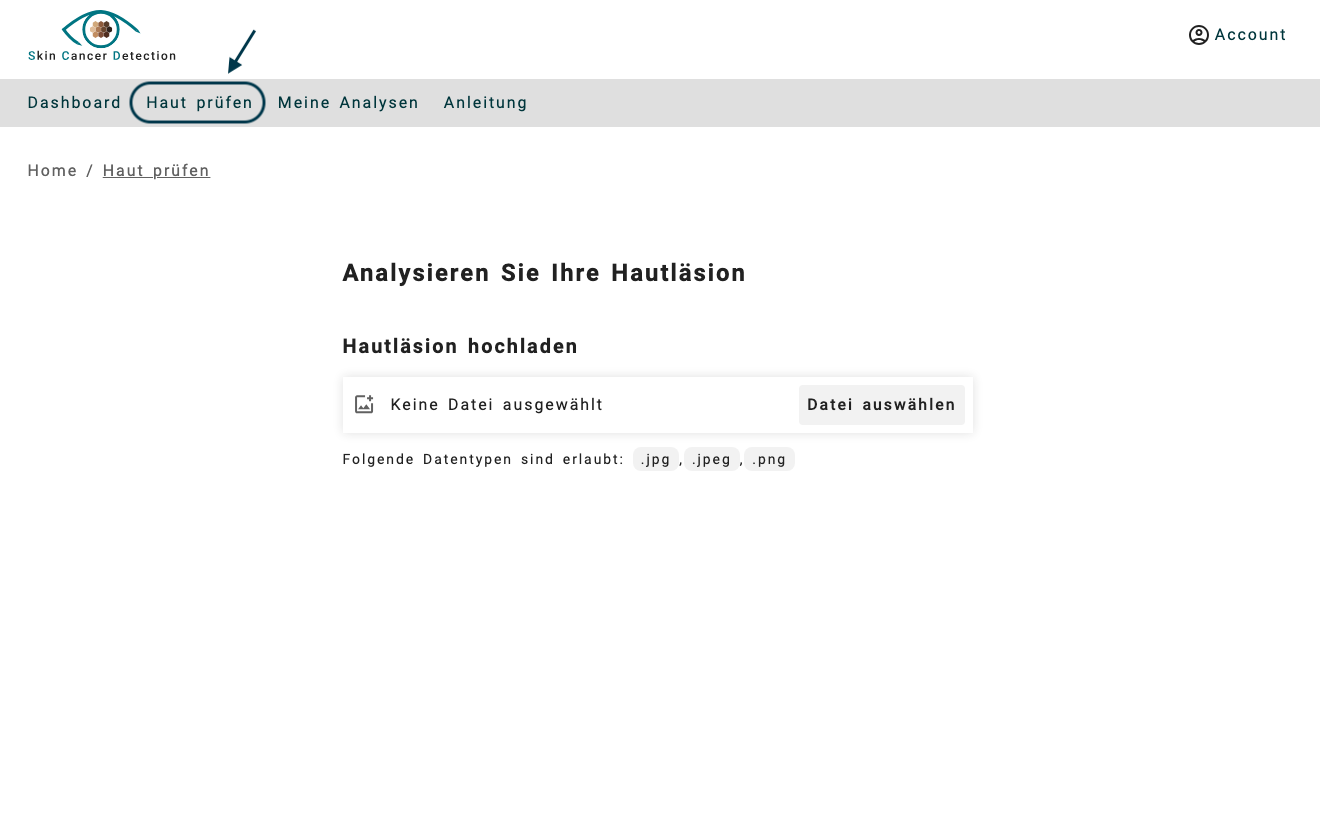 Skin Cancer Detection
Account
Dashboard Haut prüfen Meine Analysen Anleitung
Home / Haut prüfen
Analysieren Sie Ihre Hautläsion
Hautläsion hochladen
Keine Datei ausgewählt Datei auswählen
Folgende Datentypen sind erlaubt: .jpg , .jpeg , .png